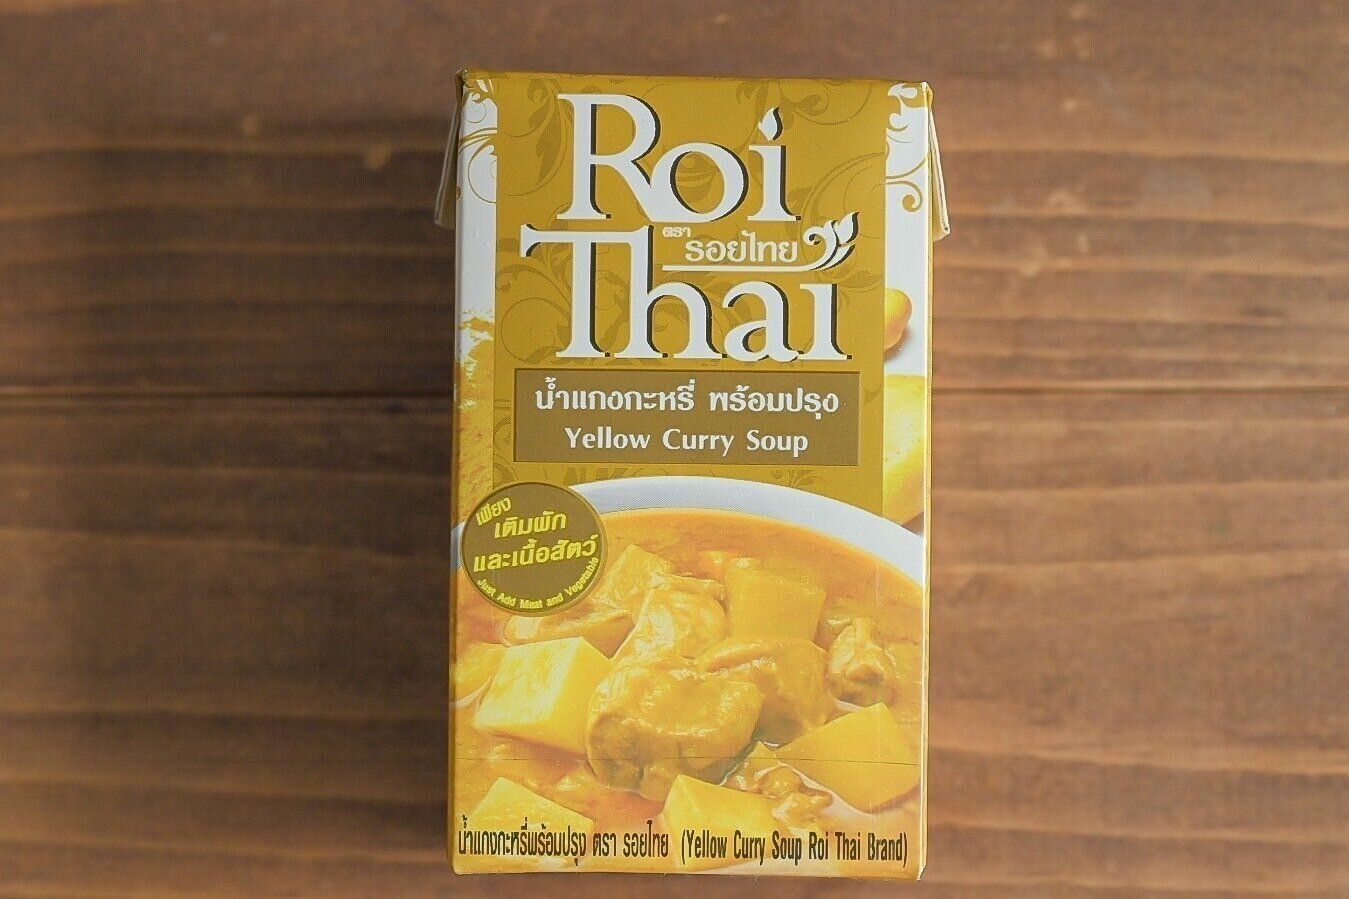 Roi
ตรา รอยไทย
Thai
น้ำแกงกะหรี่ พร้อมปรุง
Yellow Curry Soup
เพียง
เติมผัก
และเนื้อสัตว์
Just Add Meat and Vegetable
น้ำแกงกะหรี่พร้อมปรุง ตรา รอยไทย (Yellow Curry Soup Roi Thai Brand)